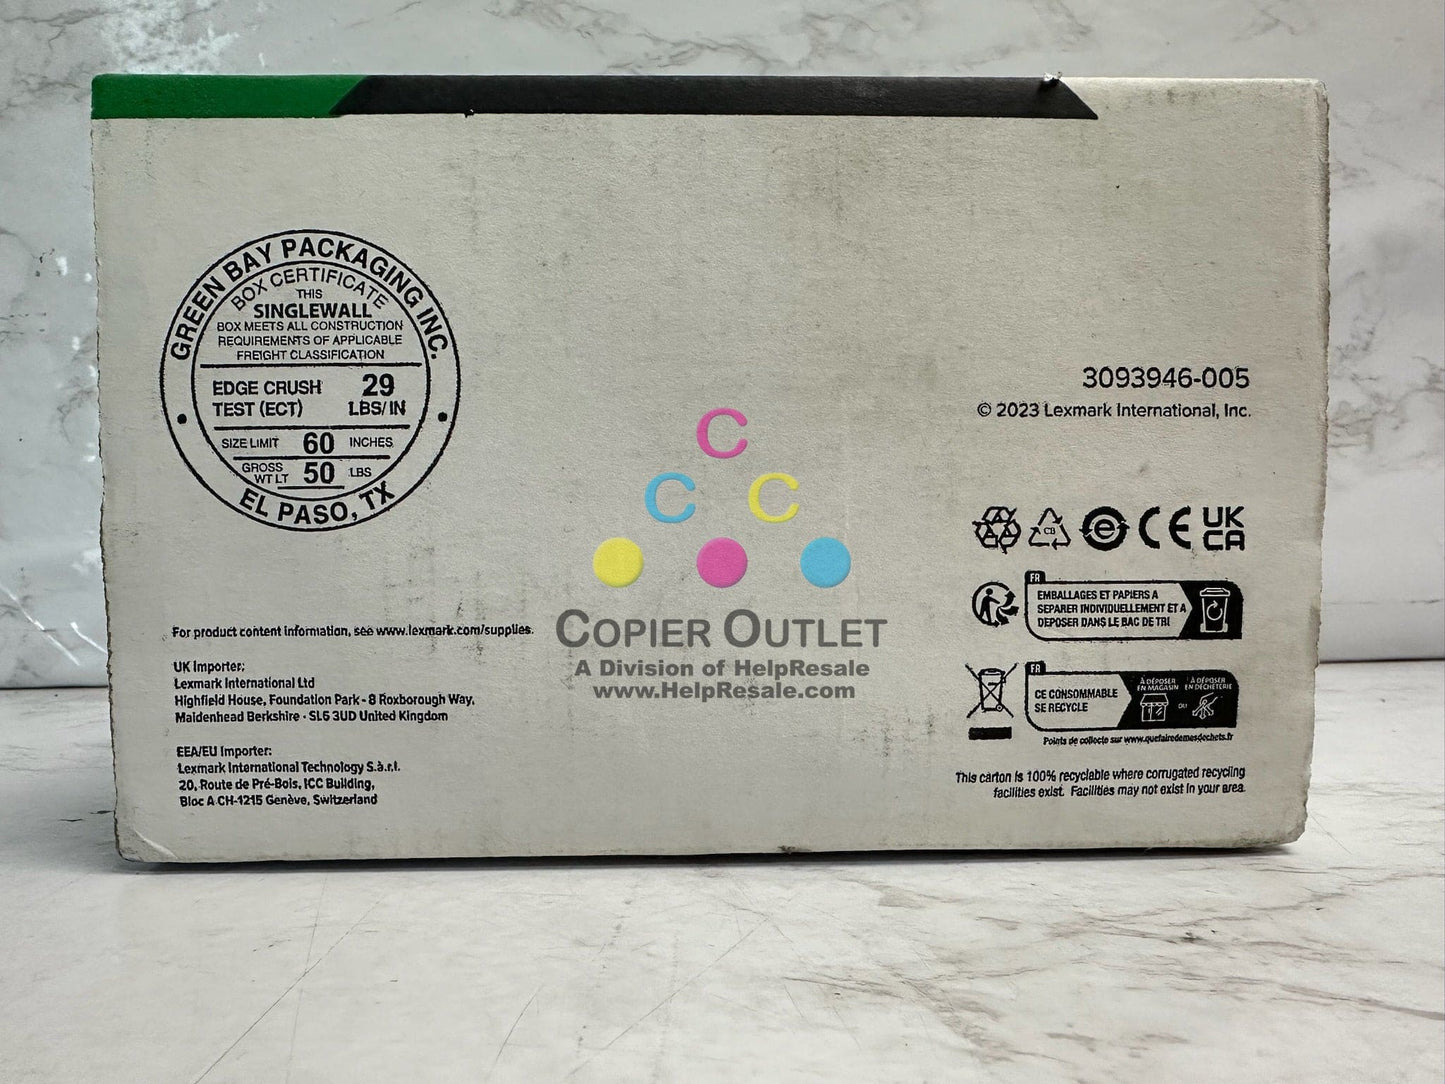 GREEN BAY PACKAGING INC.
BOX CERTIFICATE
THIS
SINGLEWALL
BOX MEETS ALL CONSTRUCTION
REQUIREMENTS OF APPLICABLE
FREIGHT CLASSIFICATION
EDGE CRUSH 29
TEST (ECT) LBS/IN
SIZE LIMIT 60 INCHES
GROSS
WT LT 50 LBS
EL PASO, TX
3093946-005
© 2023 Lexmark International, Inc.
C
C C
COPIER OUTLET
A Division of HelpResale
www.HelpResale.com
For product content information, see www.lexmark.com/supplies.
UK Importer:
Lexmark International Ltd
Highfield House, Foundation Park - 8 Roxborough Way,
Maidenhead Berkshire - SL6 3UD United Kingdom
EEA/EU Importer:
Lexmark International Technology S.à.r.l.
20, Route de Pré-Bois, ICC Building,
Bloc A CH-1215 Genève, Switzerland
CB
e
CE
UK
CA
FR
EMBALLAGES ET PAPIERS A
SEPARER INDIVIDUELLEMENT ET A
DEPOSER DANS LE BAC DE TRI
FR
CE CONSOMMABLE
SE RECYCLE
À DÉPOSER
EN MAGASIN
OU
À DÉPOSER
EN DÉCHÈTERIE
Points de collecte sur www.quefairedemesdechets.fr
This carton is 100% recyclable where corrugated recycling
facilities exist. Facilities may not exist in your area.